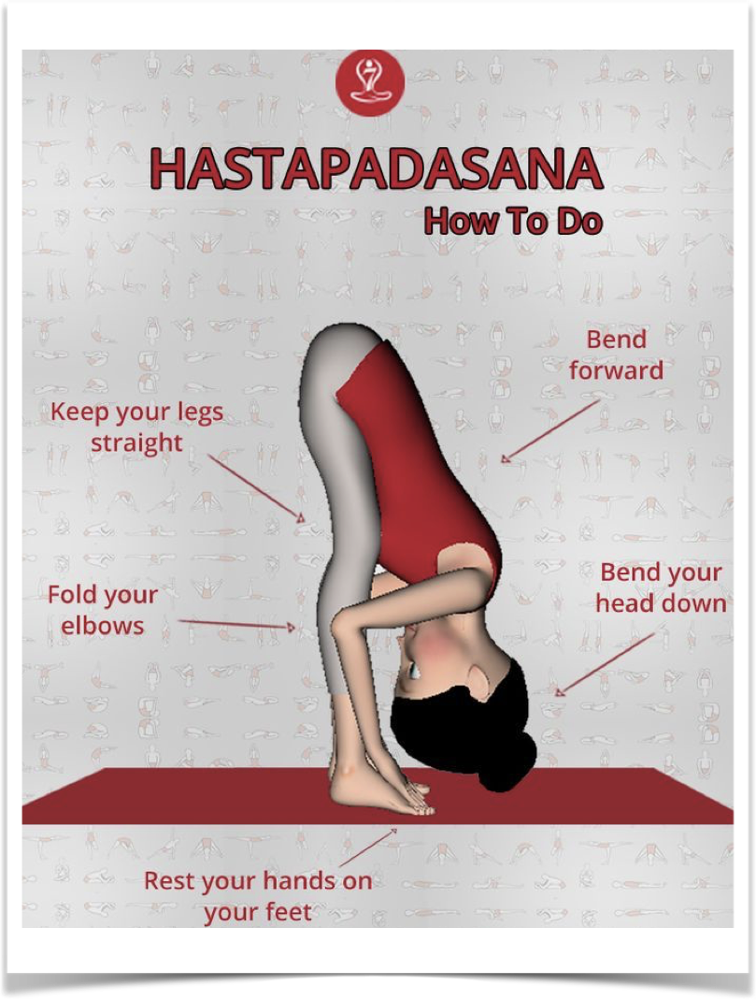 HASTAPADASANA
How To Do
Bend
forward
Keep your legs
straight
Bend your
head down
Fold your
elbows
Rest your hands on
your feet